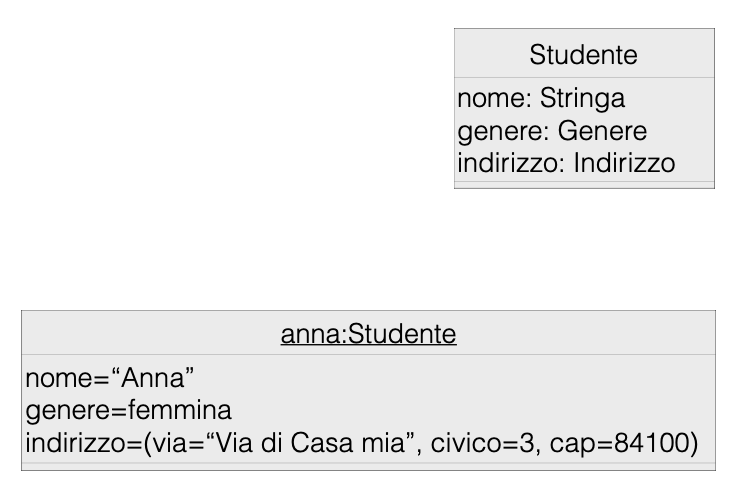 Studente
nome: Stringa
genere: Genere
indirizzo: Indirizzo
anna:Studente
nome=“Anna”
genere=femmina
indirizzo=(via=“Via di Casa mia”, civico=3, cap=84100)